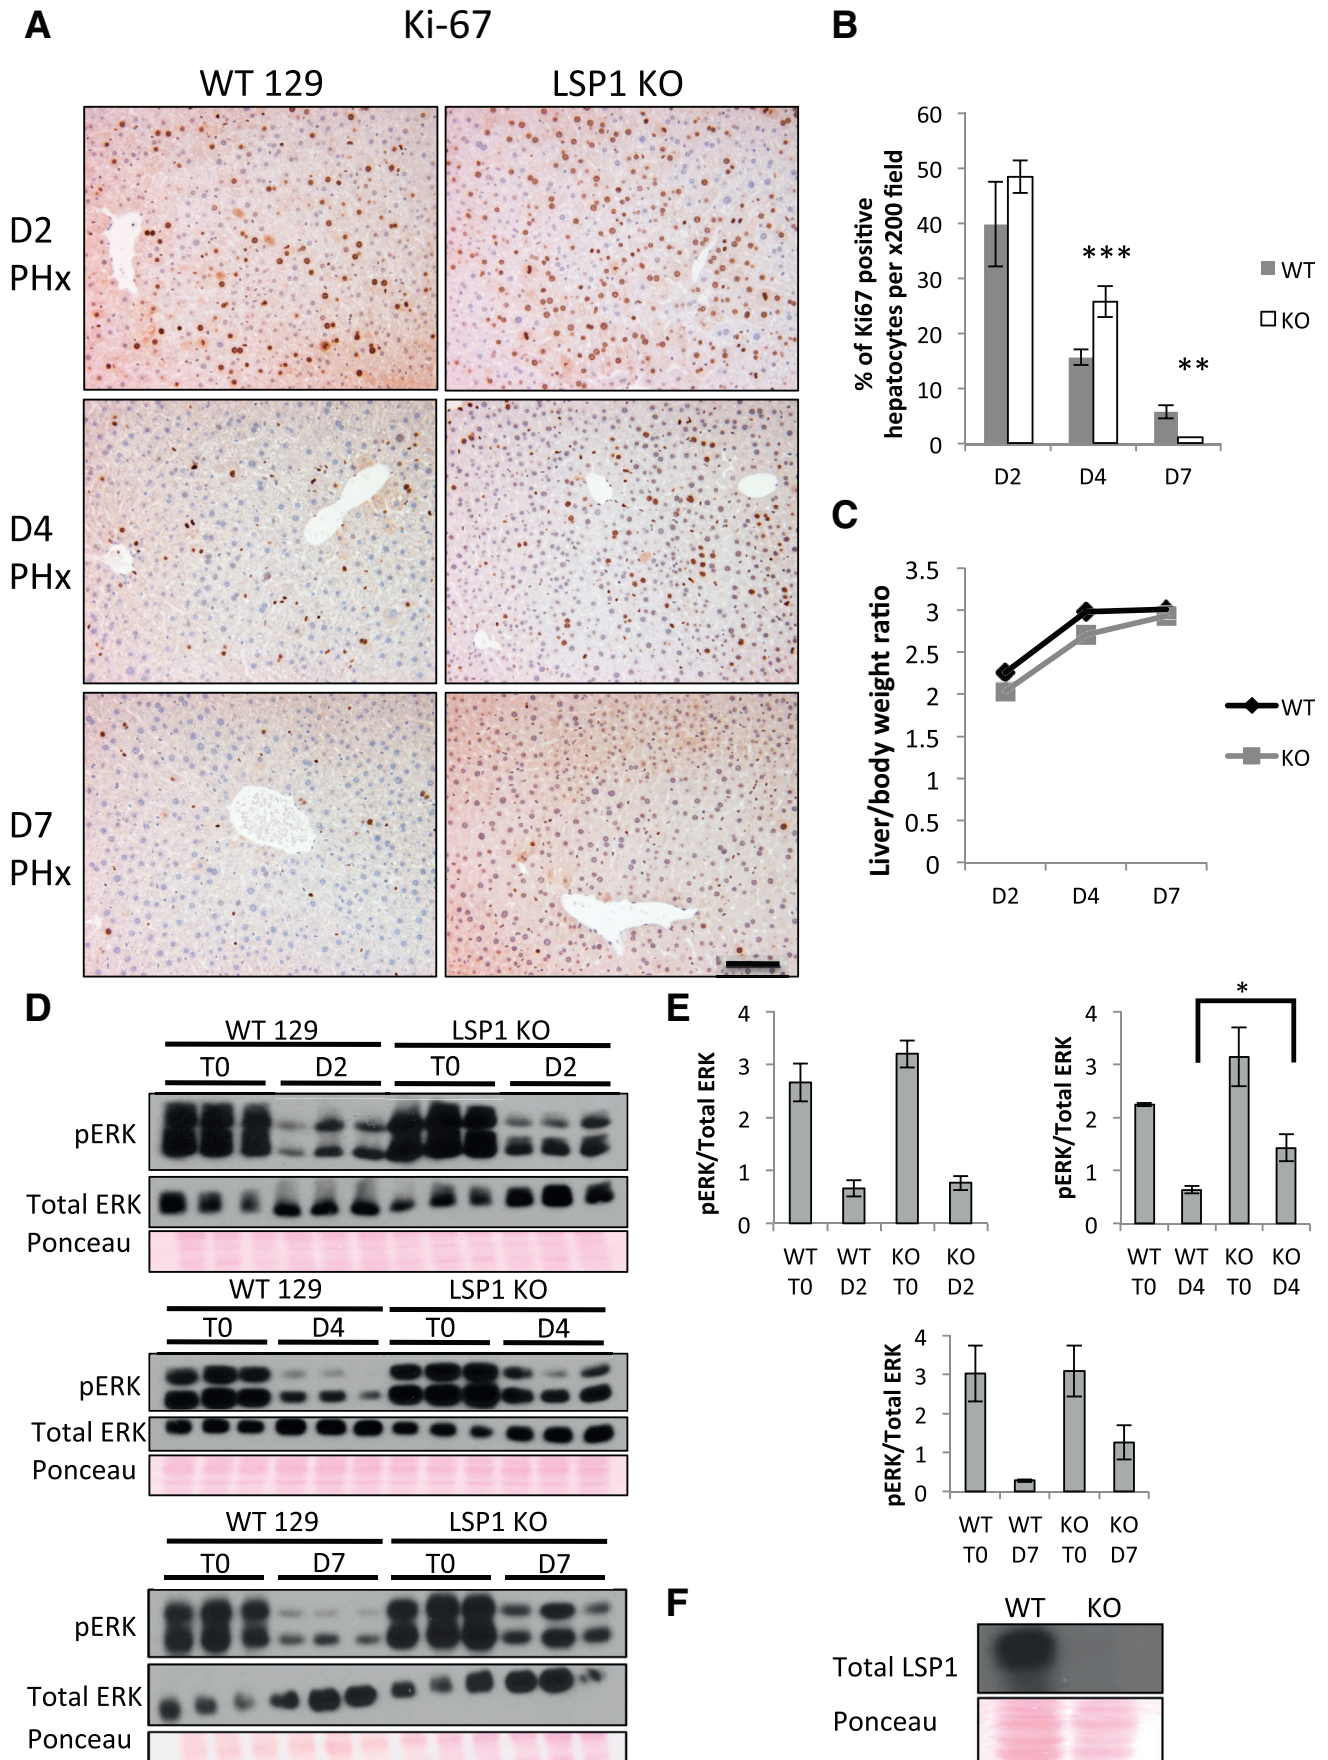 A
Ki-67
WT 129
LSP1 KO
D2
PHx
D4
PHx
D7
PHx
B
% of Ki67 positive
hepatocytes per x200 field
60
50
40
30
20
10
0
***
**
D2 D4 D7
WT
KO
C
Liver/body weight ratio
3.5
3
2.5
2
1.5
1
0.5
0
D2 D4 D7
WT
KO
D
WT 129 LSP1 KO
T0 D2 T0 D2
pERK
Total ERK
Ponceau
WT 129 LSP1 KO
T0 D4 T0 D4
pERK
Total ERK
Ponceau
WT 129 LSP1 KO
T0 D7 T0 D7
pERK
Total ERK
Ponceau
E
pERK/Total ERK
4
3
2
1
0
WT WT KO KO
T0 D2 T0 D2
pERK/Total ERK
4
3
2
1
0
*
WT WT KO KO
T0 D4 T0 D4
pERK/Total ERK
4
3
2
1
0
WT WT KO KO
T0 D7 T0 D7
F
WT KO
Total LSP1
Ponceau